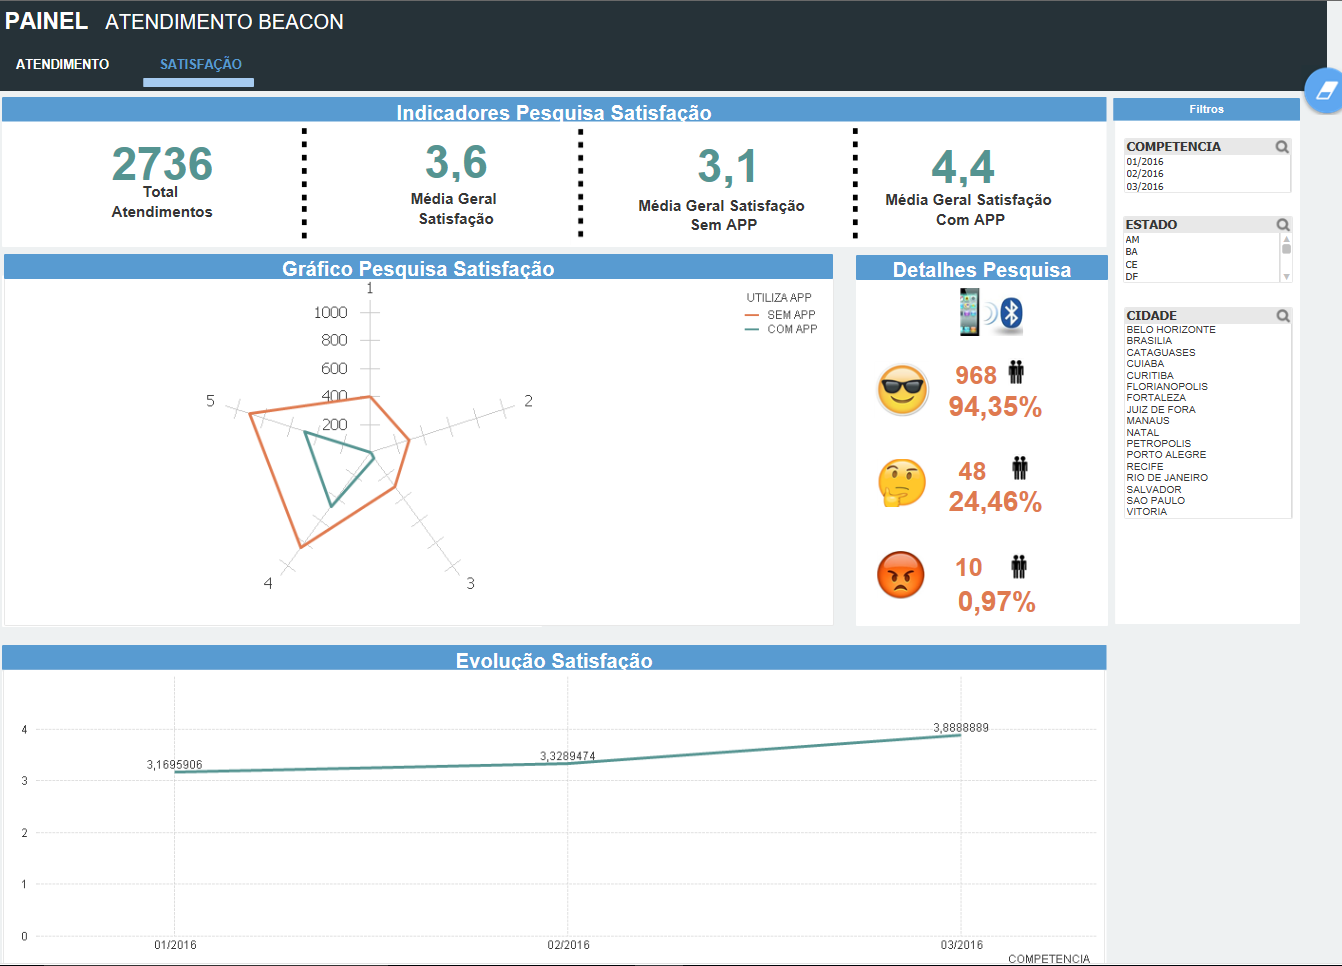 PAINEL ATENDIMENTO BEACON
ATENDIMENTO SATISFAÇÃO
Indicadores Pesquisa Satisfação
2736
Total
Atendimentos
3,6
Média Geral
Satisfação
3,1
Média Geral Satisfação
Sem APP
4,4
Média Geral Satisfação
Com APP
Filtros
COMPETENCIA
01/2016
02/2016
03/2016
ESTADO
AM
BA
CE
DF
CIDADE
BELO HORIZONTE
BRASILIA
CATAGUASES
CUIABA
CURITIBA
FLORIANOPOLIS
FORTALEZA
JUIZ DE FORA
MANAUS
NATAL
PETROPOLIS
PORTO ALEGRE
RECIFE
RIO DE JANEIRO
SALVADOR
SAO PAULO
VITORIA
Gráfico Pesquisa Satisfação
1
1000
800
600
400
200
2
3
4
5
UTILIZA APP
SEM APP
COM APP
Detalhes Pesquisa
968
94,35%
48
24,46%
10
0,97%
Evolução Satisfação
4
3
2
1
0
3,1695906
3,3289474
3,8888889
01/2016
02/2016
03/2016
COMPETENCIA